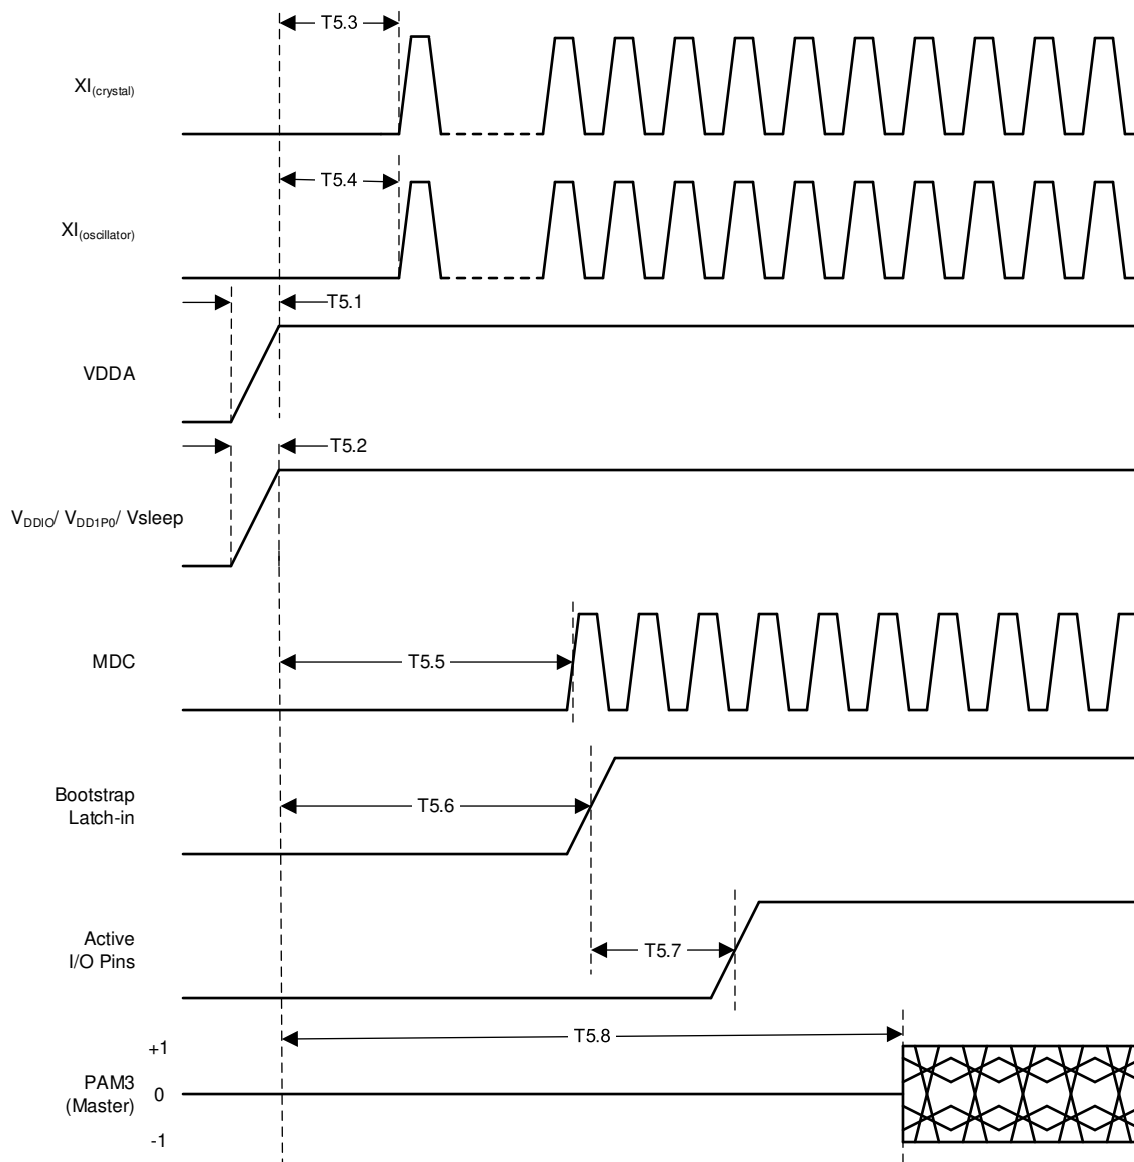 T5.3
XI(crystal)
T5.4
XI(oscillator)
T5.1
VDDA
T5.2
VDDIO/ VDD1P0/ Vsleep
MDC
T5.5
Bootstrap
Latch-in
T5.6
Active
I/O Pins
T5.7
T5.8
+1
PAM3
(Master)
0
-1